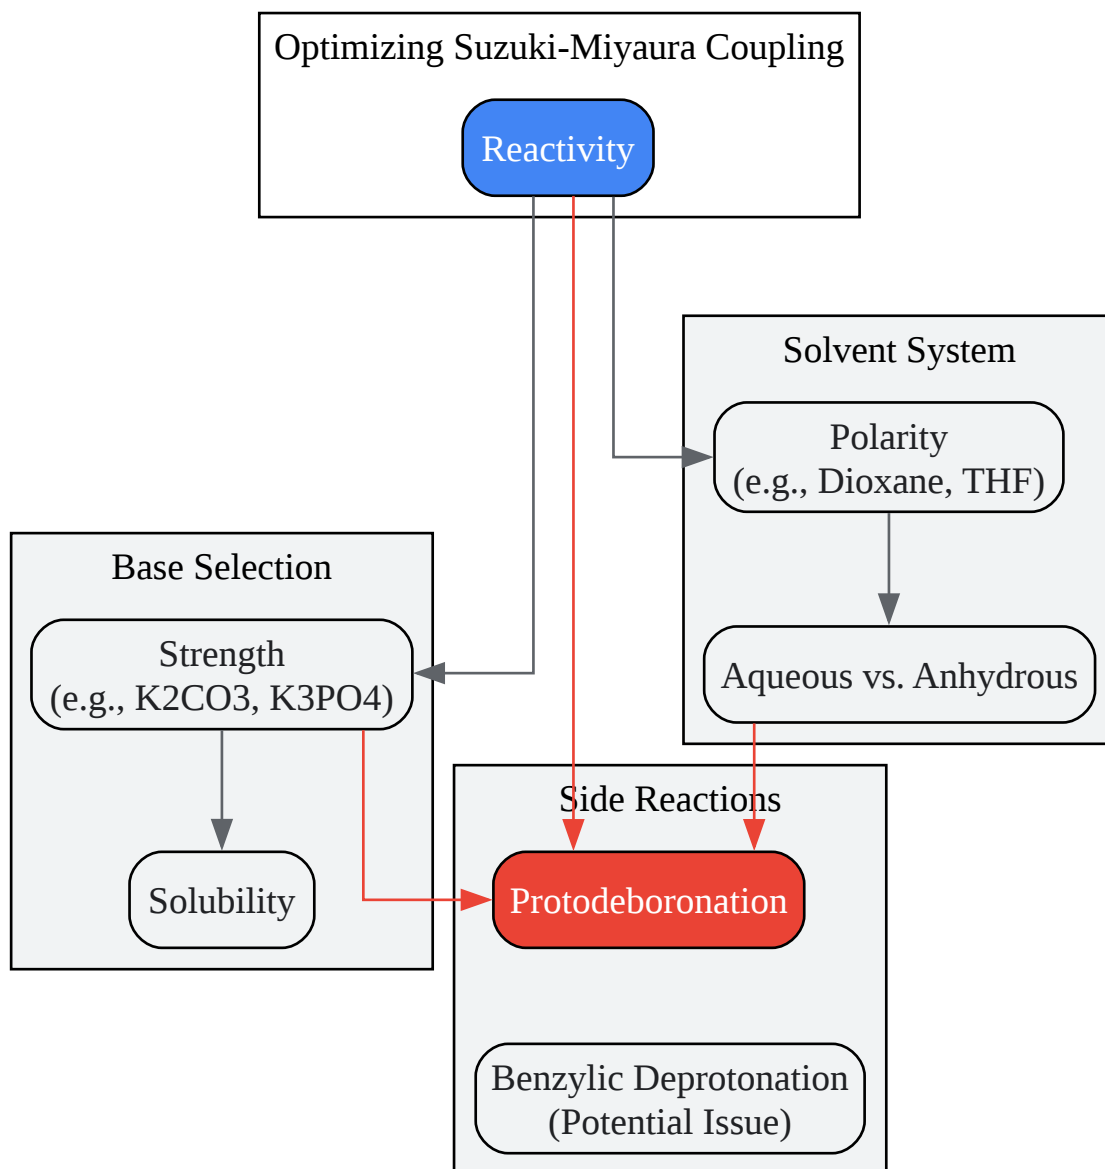 Optimizing Suzuki-Miyaura Coupling
Reactivity
Solvent System
Polarity
(e.g., Dioxane, THF)
Aqueous vs. Anhydrous
Base Selection
Strength
(e.g., K2CO3, K3PO4)
Solubility
Side Reactions
Protodeboronation
Benzylic Deprotonation
(Potential Issue)